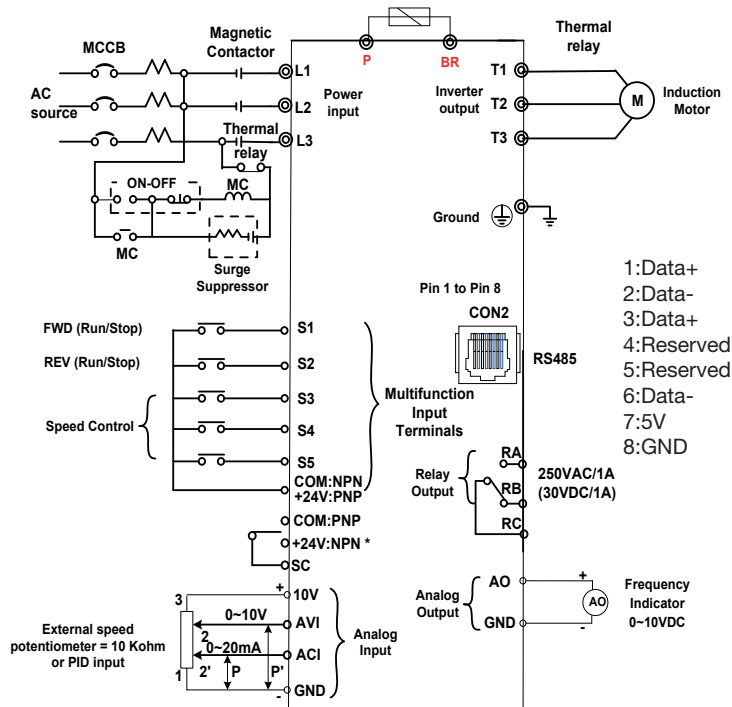 MCCB
Magnetic
Contactor
AC
source
L1
L2
L3
Power
input
Thermal
relay
ON-OFF
MC
MC
Surge
Suppressor
P
BR
T1
T2
T3
Inverter
output
Thermal
relay
M
Induction
Motor
Ground
Pin 1 to Pin 8
CON2
RS485
1:Data+
2:Data-
3:Data+
4:Reserved
5:Reserved
6:Data-
7:5V
8:GND
FWD (Run/Stop)
REV (Run/Stop)
Speed Control
S1
S2
S3
S4
S5
COM:NPN
+24V:PNP
Multifunction
Input
Terminals
COM:PNP
+24V:NPN *
SC
Relay
Output
RA
RB
RC
250VAC/1A
(30VDC/1A)
External speed
potentiometer = 10 Kohm
or PID input
3
2
2'
1
0~10V
0~20mA
P
P'
+
10V
AVI
ACI
-
GND
Analog
Input
Analog
Output
AO
GND
+
AO
-
Frequency
Indicator
0~10VDC